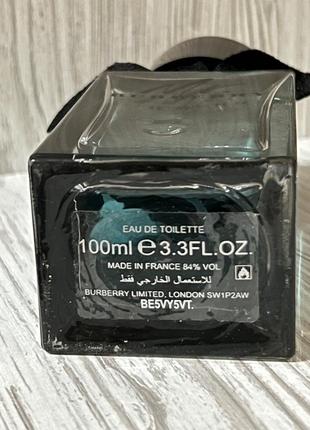 EAU DE TOILETTE
100ml ℮ 3.3FL.OZ.
MADE IN FRANCE 84% VOL
للاستعمال الخارجي فقط
BURBERRY LIMITED, LONDON SW1P2AW
BE5VY5VT.